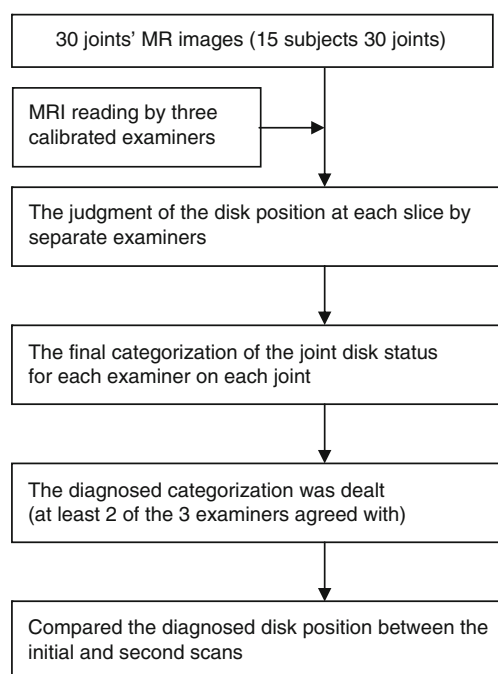 30 joints’ MR images (15 subjects 30 joints)
MRI reading by three
calibrated examiners
The judgment of the disk position at each slice by
separate examiners
The final categorization of the joint disk status
for each examiner on each joint
The diagnosed categorization was dealt
(at least 2 of the 3 examiners agreed with)
Compared the diagnosed disk position between the
initial and second scans